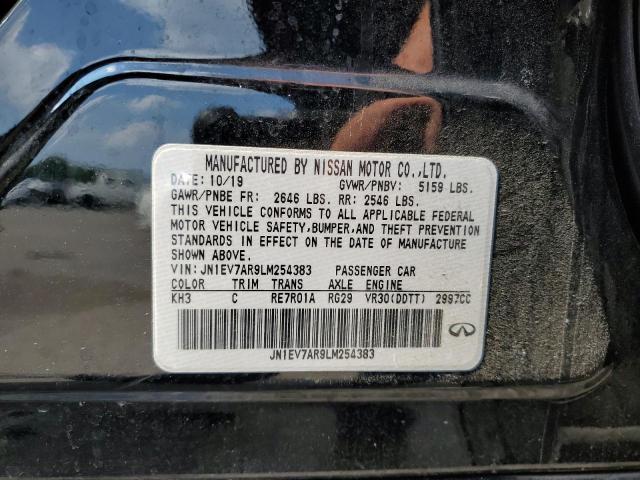 MANUFACTURED BY NISSAN MOTOR CO.,LTD.
DATE: 10/19 GVWR/PNBV: 5159 LBS.
GAWR/PNBE FR: 2646 LBS. RR: 2546 LBS.
THIS VEHICLE CONFORMS TO ALL APPLICABLE FEDERAL
MOTOR VEHICLE SAFETY,BUMPER,AND THEFT PREVENTION
STANDARDS IN EFFECT ON THE DATE OF MANUFACTURE
SHOWN ABOVE.
VIN: JN1EV7AR9LM254383 PASSENGER CAR
COLOR TRIM TRANS AXLE ENGINE
KH3 C RE7R01A RG29 VR30(DDTT) 2997CC
JN1EV7AR9LM254383